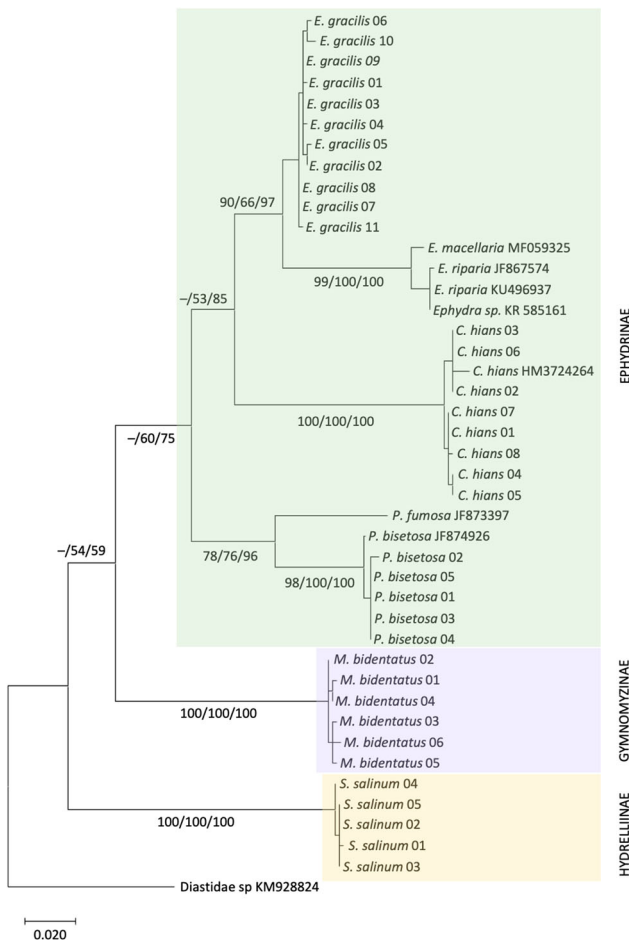 E. gracilis 06
E. gracilis 10
E. gracilis 09
E. gracilis 01
E. gracilis 03
E. gracilis 04
E. gracilis 05
E. gracilis 02
E. gracilis 08
90/66/97
E. gracilis 07
E. gracilis 11
E. macellaria MF059325
E. riparia JF867574
99/100/100
E. riparia KU496937
–/53/85
Ephydra sp. KR 585161
C. hians 03
EPHYDRINAE
C. hians 06
C. hians HM3724264
C. hians 02
C. hians 07
100/100/100
C. hians 01
–/60/75
C. hians 08
C. hians 04
C. hians 05
P. fumosa JF873397
P. bisetosa JF874926
–/54/59
78/76/96
P. bisetosa 02
P. bisetosa 05
98/100/100
P. bisetosa 01
P. bisetosa 03
P. bisetosa 04
M. bidentatus 02
M. bidentatus 01
M. bidentatus 04
100/100/100
GYMNOMYZINAE
M. bidentatus 03
M. bidentatus 06
M. bidentatus 05
S. salinum 04
S. salinum 05
100/100/100
S. salinum 02
HYDRELLIINAE
S. salinum 01
S. salinum 03
Diastidae sp KM928824
0.020